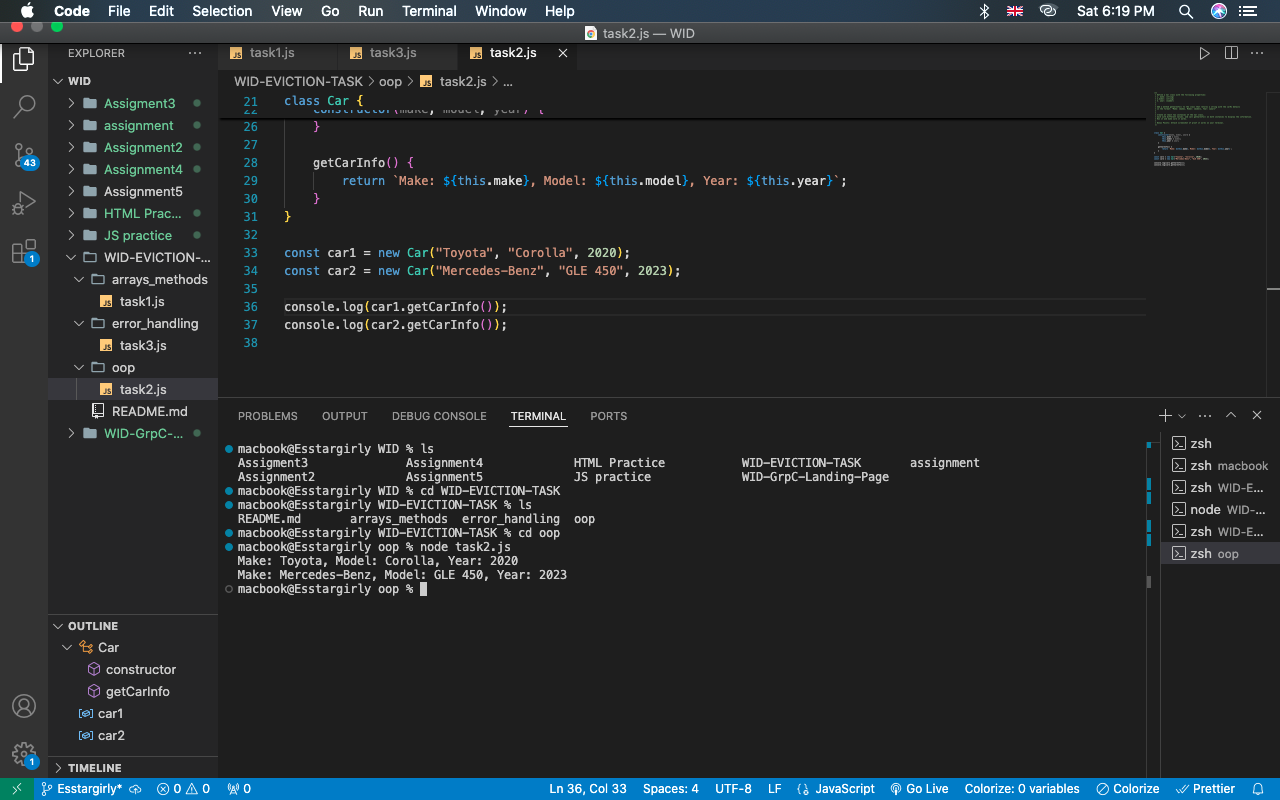 Code File Edit Selection View Go Run Terminal Window Help Sat 6:19 PM
task2.js — WID
EXPLORER
WID
Assigment3
assignment
Assignment2
Assignment4
Assignment5
HTML Prac...
JS practice
WID-EVICTION-...
arrays_methods
JS task1.js
error_handling
JS task3.js
oop
JS task2.js
README.md
WID-GrpC-...
OUTLINE
Car
constructor
getCarInfo
car1
car2
TIMELINE
43
1
1
JS task1.js JS task3.js JS task2.js
WID-EVICTION-TASK > oop > JS task2.js > ...
21 class Car {
22 constructor(make, model, year) {
26 }
27
28 getCarInfo() {
29 return `Make: ${this.make}, Model: ${this.model}, Year: ${this.year}`;
30 }
31 }
32
33 const car1 = new Car("Toyota", "Corolla", 2020);
34 const car2 = new Car("Mercedes-Benz", "GLE 450", 2023);
35
36 console.log(car1.getCarInfo());
37 console.log(car2.getCarInfo());
38
PROBLEMS OUTPUT DEBUG CONSOLE TERMINAL PORTS
macbook@Esstargirly WID % ls
Assigment3 Assignment4 HTML Practice WID-EVICTION-TASK assignment
Assignment2 Assignment5 JS practice WID-GrpC-Landing-Page
macbook@Esstargirly WID % cd WID-EVICTION-TASK
macbook@Esstargirly WID-EVICTION-TASK % ls
README.md arrays_methods error_handling oop
macbook@Esstargirly WID-EVICTION-TASK % cd oop
macbook@Esstargirly oop % node task2.js
Make: Toyota, Model: Corolla, Year: 2020
Make: Mercedes-Benz, Model: GLE 450, Year: 2023
macbook@Esstargirly oop %
zsh
zsh macbook
zsh WID-E...
node WID-...
zsh WID-E...
zsh oop
Esstargirly* 0 0 0 Ln 36, Col 33 Spaces: 4 UTF-8 LF {} JavaScript Go Live Colorize: 0 variables Colorize Prettier